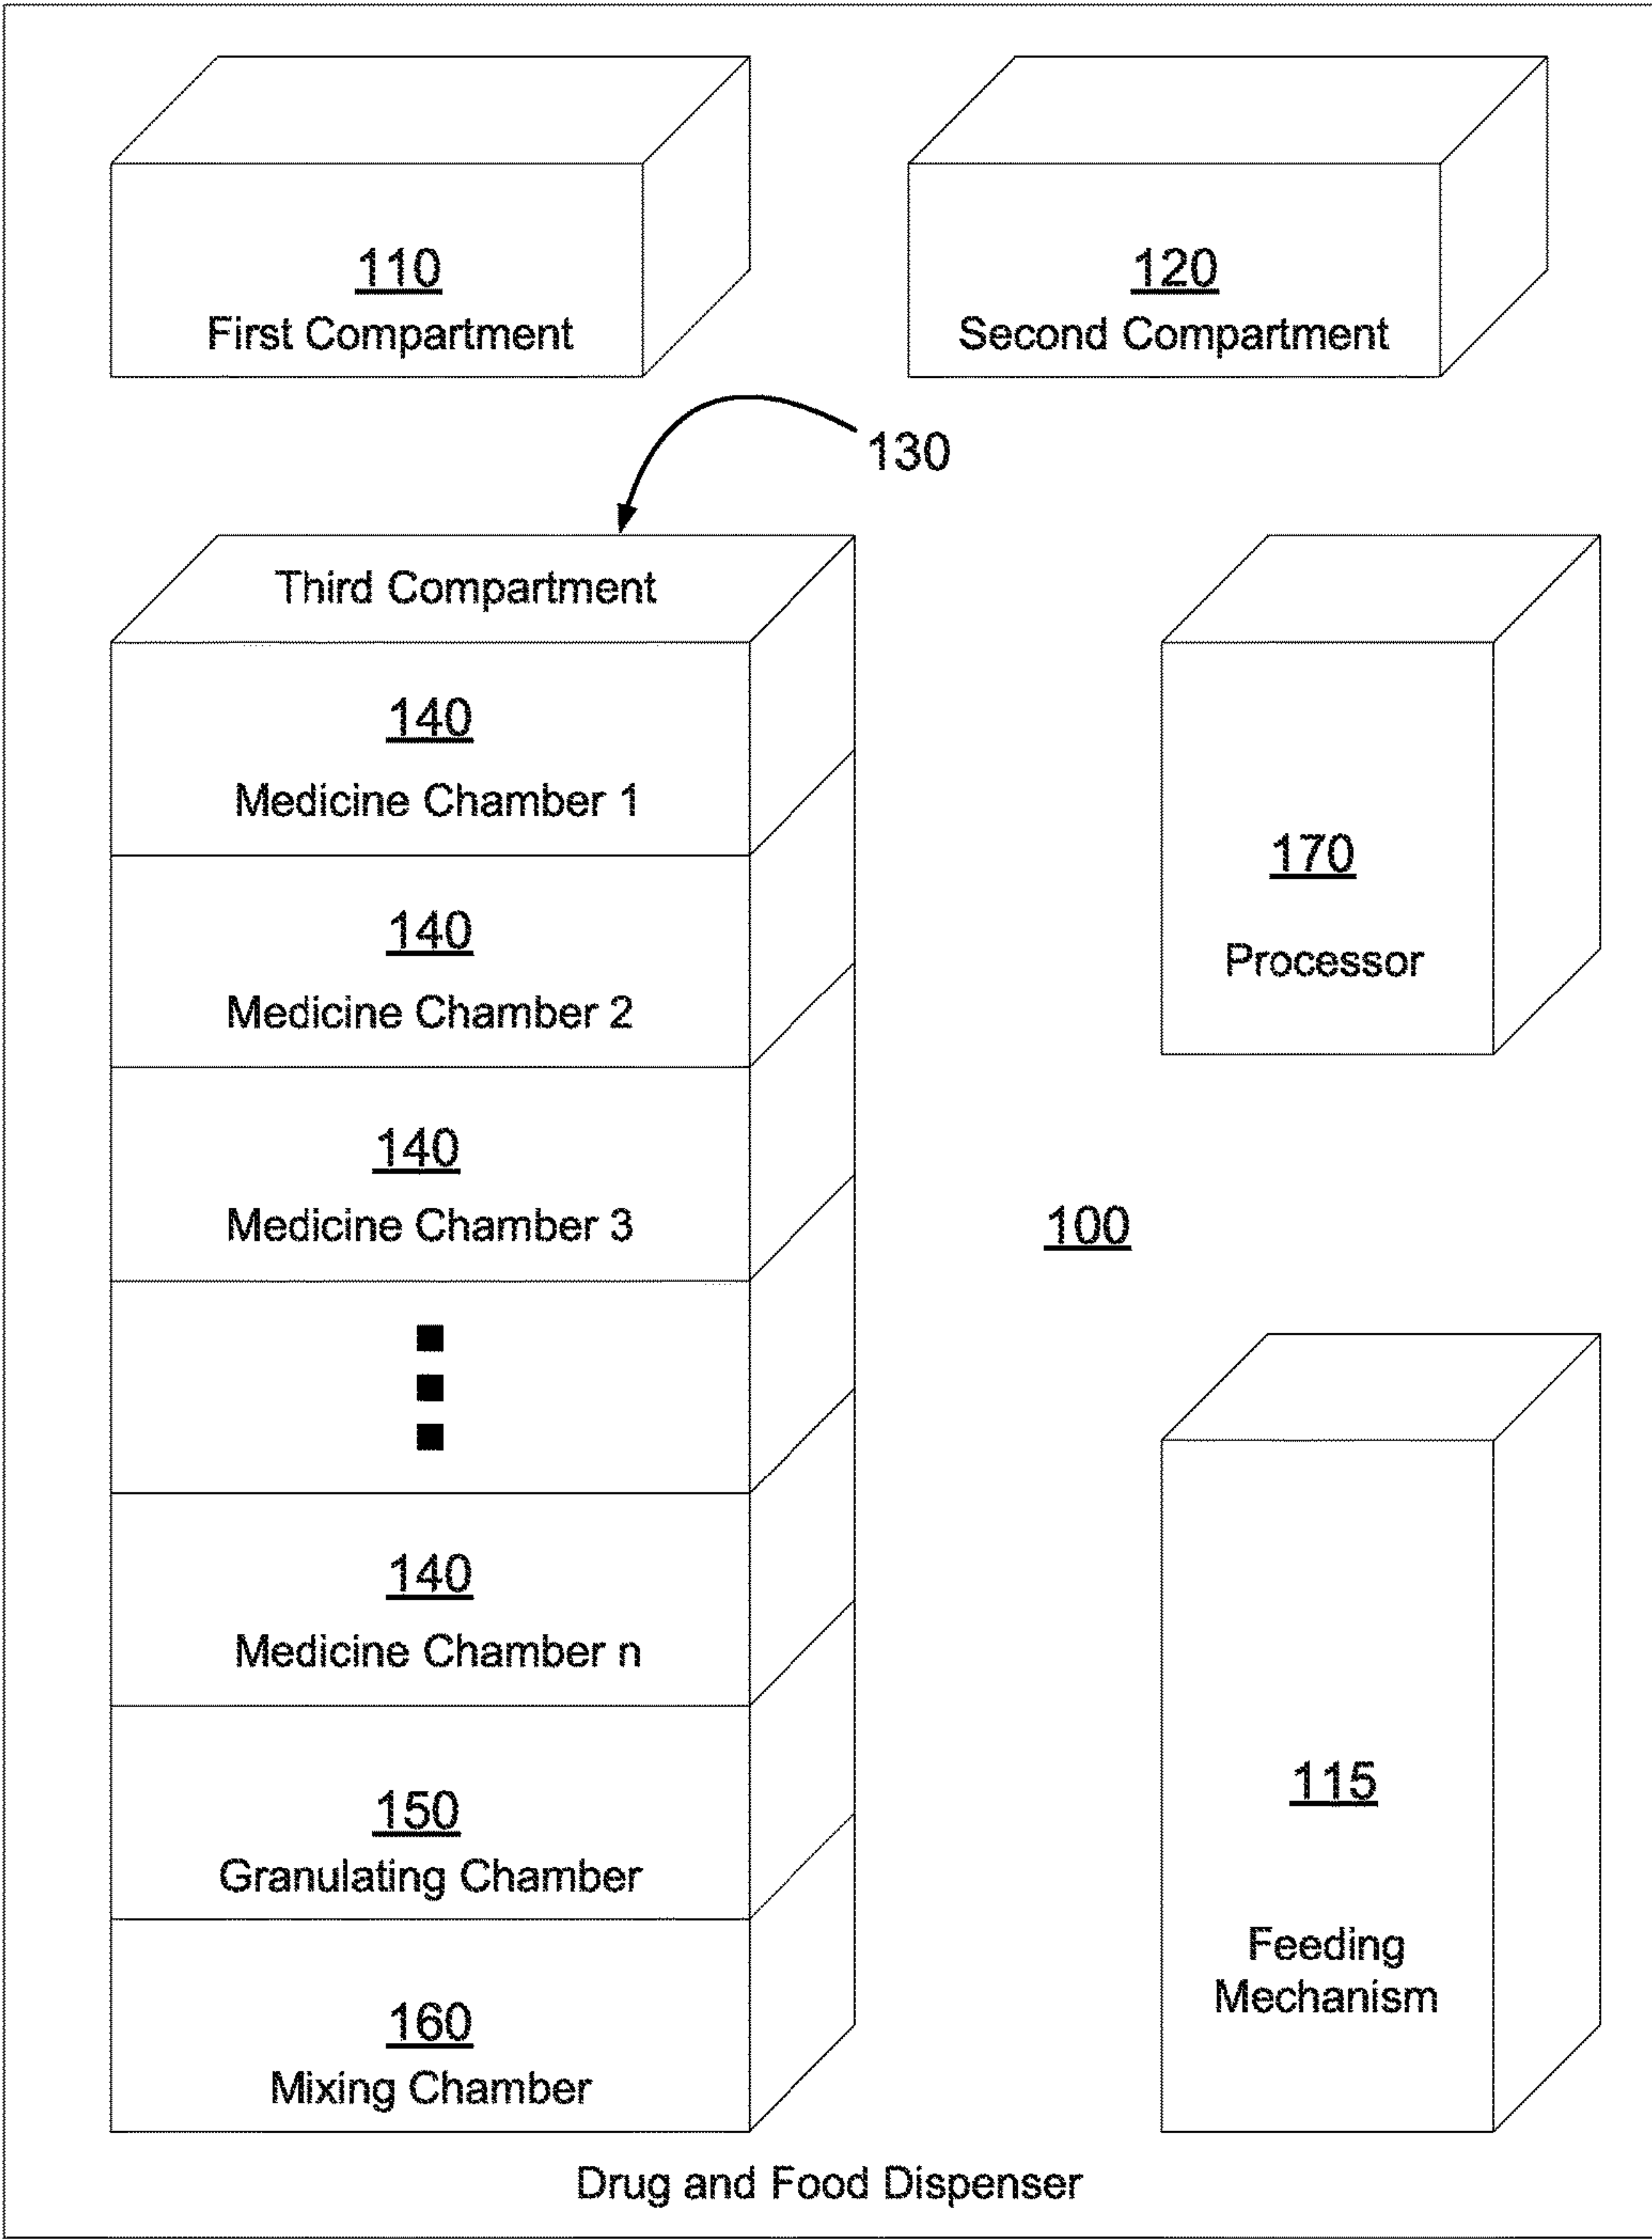 110
First Compartment
120
Second Compartment
130
Third Compartment
140
Medicine Chamber 1
140
Medicine Chamber 2
140
Medicine Chamber 3
140
Medicine Chamber n
150
Granulating Chamber
160
Mixing Chamber
170
Processor
100
115
Feeding
Mechanism
Drug and Food Dispenser